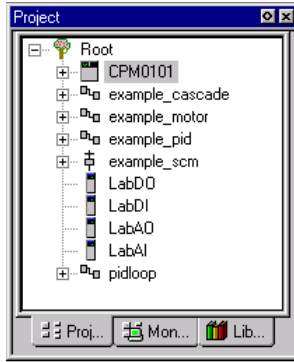 Project
Root
CPM0101
example_cascade
example_motor
example_pid
example_scm
LabDO
LabDI
LabAO
LabAI
pidloop
Proj... Mon... Lib...